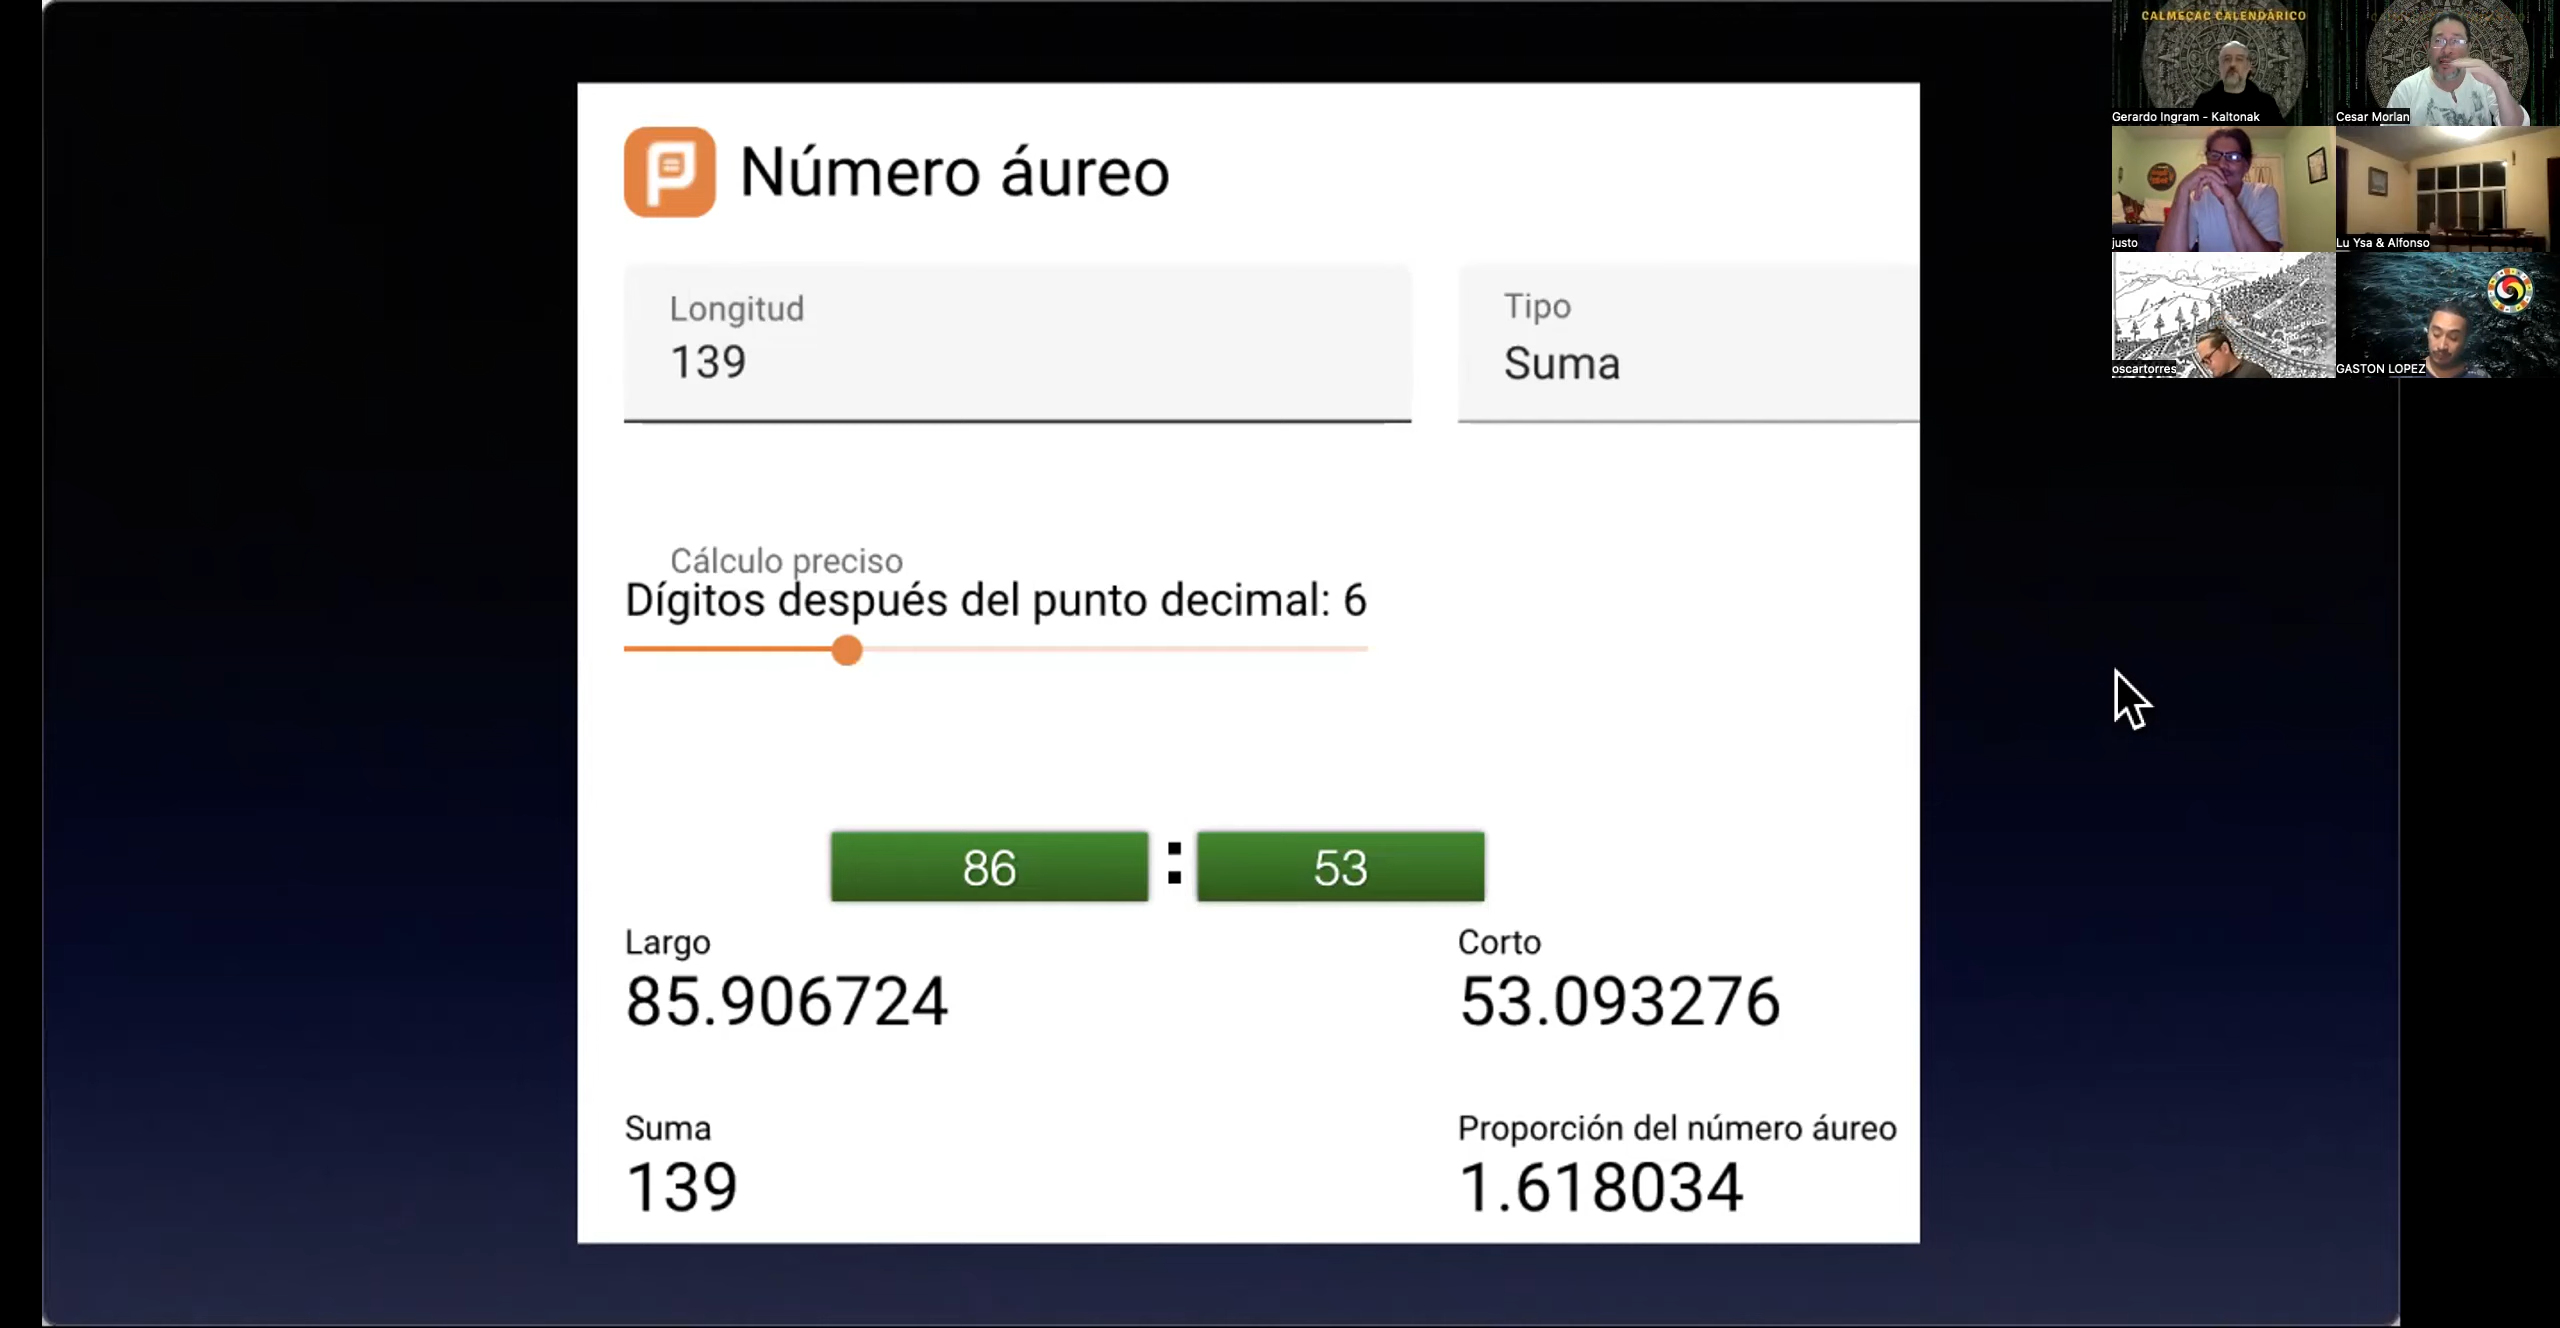 Número áureo
Longitud
139
Tipo
Suma
Cálculo preciso
Dígitos después del punto decimal: 6
86 : 53
Largo
85.906724
Corto
53.093276
Suma
139
Proporción del número áureo
1.618034
CALMECAC CALENDÁRICO
Gerardo Ingram - Kaltonak
Cesar Morlan
justo
Lu Ysa & Alfonso
oscartorres
GASTON LOPEZ